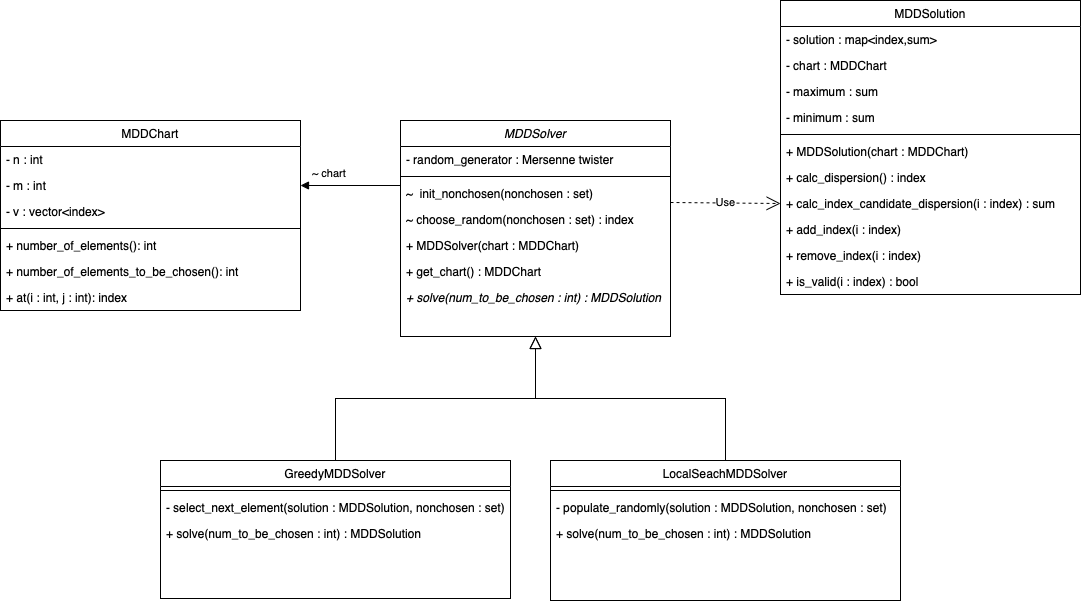 MDDSolution
- solution : map<index,sum>
- chart : MDDChart
- maximum : sum
- minimum : sum
+ MDDSolution(chart : MDDChart)
+ calc_dispersion() : index
+ calc_index_candidate_dispersion(i : index) : sum
+ add_index(i : index)
+ remove_index(i : index)
+ is_valid(i : index) : bool
MDDChart
- n : int
- m : int
- v : vector<index>
+ number_of_elements(): int
+ number_of_elements_to_be_chosen(): int
+ at(i : int, j : int): index
~ chart
MDDSolver
- random_generator : Mersenne twister
~ init_nonchosen(nonchosen : set)
~ choose_random(nonchosen : set) : index
+ MDDSolver(chart : MDDChart)
+ get_chart() : MDDChart
+ solve(num_to_be_chosen : int) : MDDSolution
Use
GreedyMDDSolver
- select_next_element(solution : MDDSolution, nonchosen : set)
+ solve(num_to_be_chosen : int) : MDDSolution
LocalSeachMDDSolver
- populate_randomly(solution : MDDSolution, nonchosen : set)
+ solve(num_to_be_chosen : int) : MDDSolution